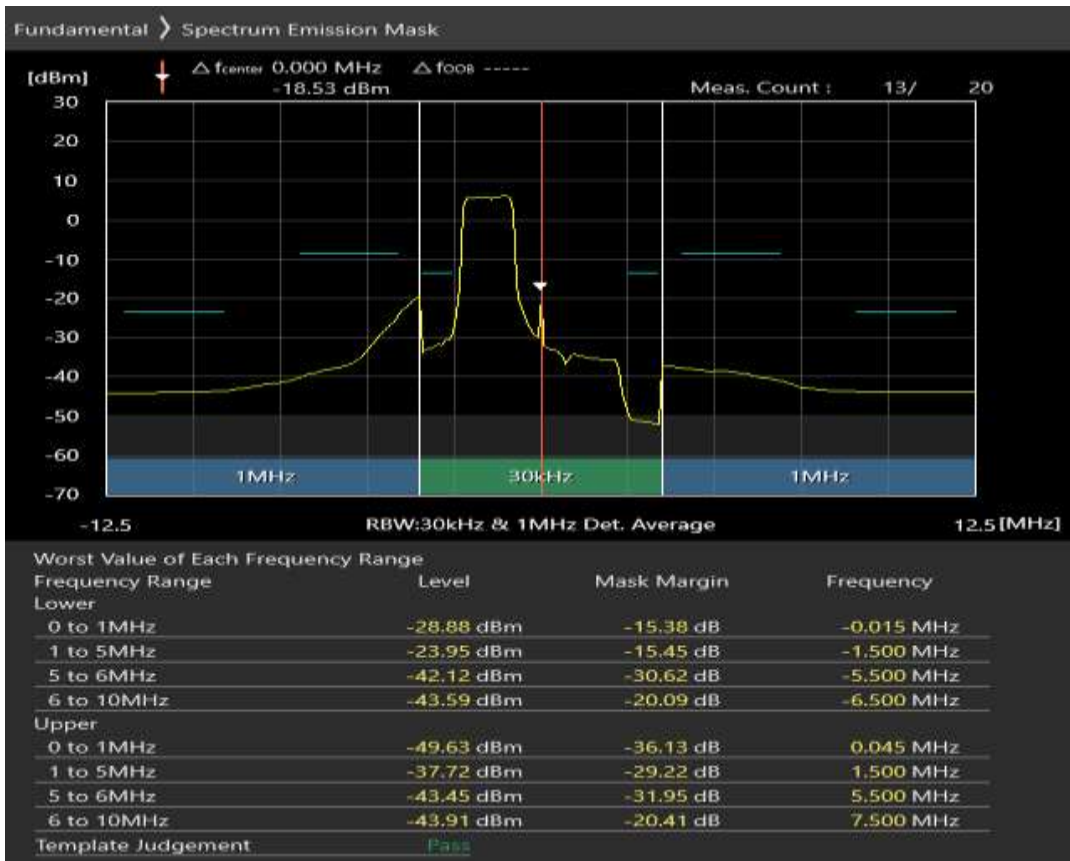 Fundamental ❯ Spectrum Emission Mask
[dBm] △ fcenter 0.000 MHz △ fOOB -----
-18.53 dBm Meas. Count : 13/ 20
30
20
10
0
-10
-20
-30
-40
-50
-60
1MHz 30kHz 1MHz
-70
-12.5 RBW:30kHz & 1MHz Det. Average 12.5 [MHz]
Worst Value of Each Frequency Range
Frequency Range Level Mask Margin Frequency
Lower
0 to 1MHz -28.88 dBm -15.38 dB -0.015 MHz
1 to 5MHz -23.95 dBm -15.45 dB -1.500 MHz
5 to 6MHz -42.12 dBm -30.62 dB -5.500 MHz
6 to 10MHz -43.59 dBm -20.09 dB -6.500 MHz
Upper
0 to 1MHz -49.63 dBm -36.13 dB 0.045 MHz
1 to 5MHz -37.72 dBm -29.22 dB 1.500 MHz
5 to 6MHz -43.45 dBm -31.95 dB 5.500 MHz
6 to 10MHz -43.91 dBm -20.41 dB 7.500 MHz
Template Judgement Pass